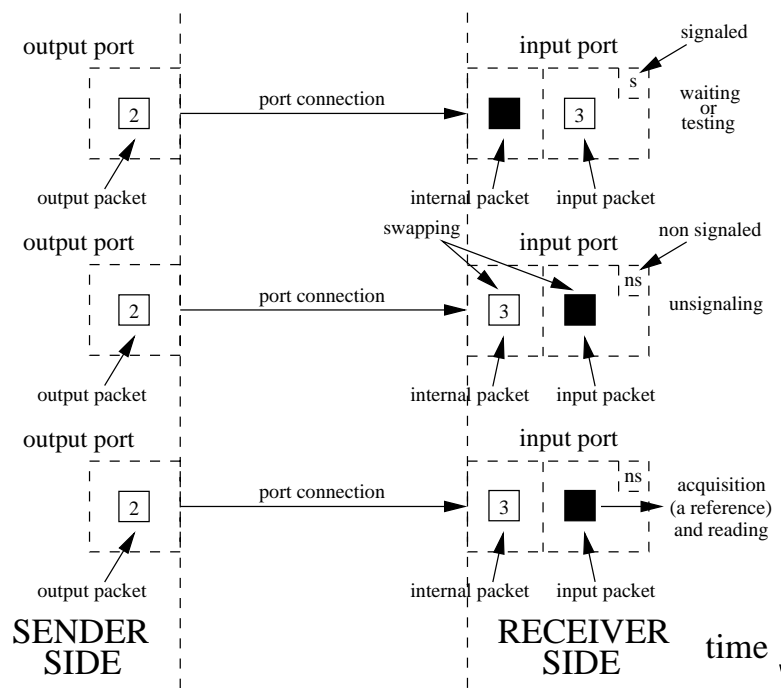 output port
input port
signaled
s
port connection
2
3
waiting
or
testing
output packet
internal packet
input packet
output port
swapping
input port
non signaled
ns
port connection
2
3
unsignaling
output packet
internal packet
input packet
output port
input port
ns
port connection
2
3
acquisition
(a reference)
and reading
output packet
internal packet
input packet
SENDER
SIDE
RECEIVER
SIDE
time